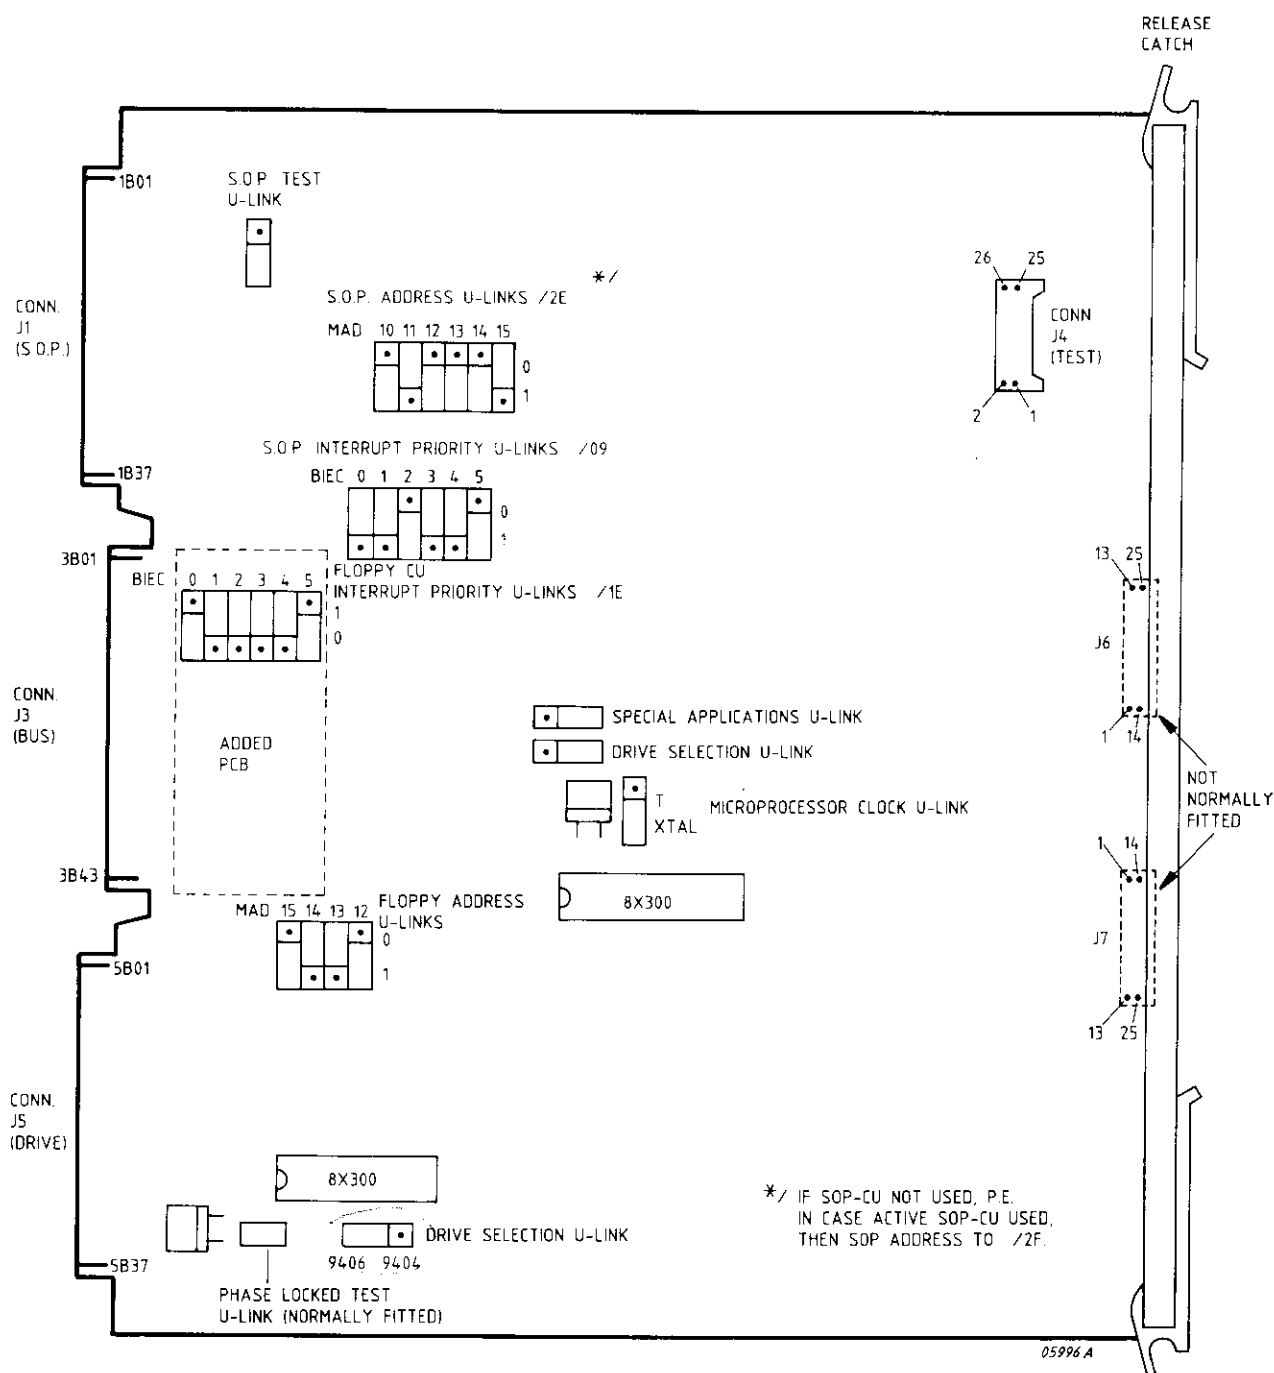 RELEASE
CATCH
1B01
S.O.P. TEST
U-LINK
*/
S.O.P. ADDRESS U-LINKS /2E
MAD 10 11 12 13 14 15
0
1
CONN.
J1
(S.O.P.)
26 25
CONN
J4
(TEST)
2 1
S.O.P INTERRUPT PRIORITY U-LINKS /09
1B37
BIEC 0 1 2 3 4 5
0
1
3B01
BIEC 0 1 2 3 4 5
FLOPPY CU
INTERRUPT PRIORITY U-LINKS /1E
1
0
13 25
J6
1 14
CONN.
J3
(BUS)
ADDED
PCB
SPECIAL APPLICATIONS U-LINK
DRIVE SELECTION U-LINK
T
XTAL
MICROPROCESSOR CLOCK U-LINK
NOT
NORMALLY
FITTED
3B43
8X300
1 14
J7
13 25
MAD 15 14 13 12
FLOPPY ADDRESS
U-LINKS
0
1
5B01
CONN.
J5
(DRIVE)
8X300
DRIVE SELECTION U-LINK
9406 9404
5B37
PHASE LOCKED TEST
U-LINK (NORMALLY FITTED)
*/ IF SOP-CU NOT USED, P.E.
IN CASE ACTIVE SOP-CU USED,
THEN SOP ADDRESS TO /2F.
05996 A